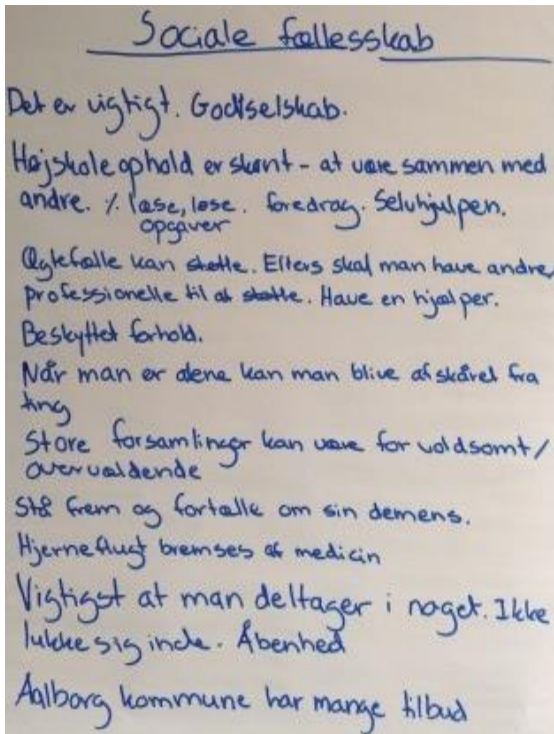 Sociale fællesskab
Det er vigtigt. Godt selskab.
Højskoleophold er skønt - at være sammen med
andre. % læse, løse opgaver. foredrag. Selvhjulpen.
Ægtefælle kan støtte. Ellers skal man have andre,
professionelle til at støtte. Have en hjælper.
Beskyttet forhold.
Når man er alene kan man blive afskåret fra
ting
Store forsamlinger kan være for voldsomt/
overvældende
Stå frem og fortælle om sin demens.
Hjerneflugt bremses af medicin
Vigtigst at man deltager i noget. Ikke
lukke sig inde. Åbenhed
Aalborg kommune har mange tilbud